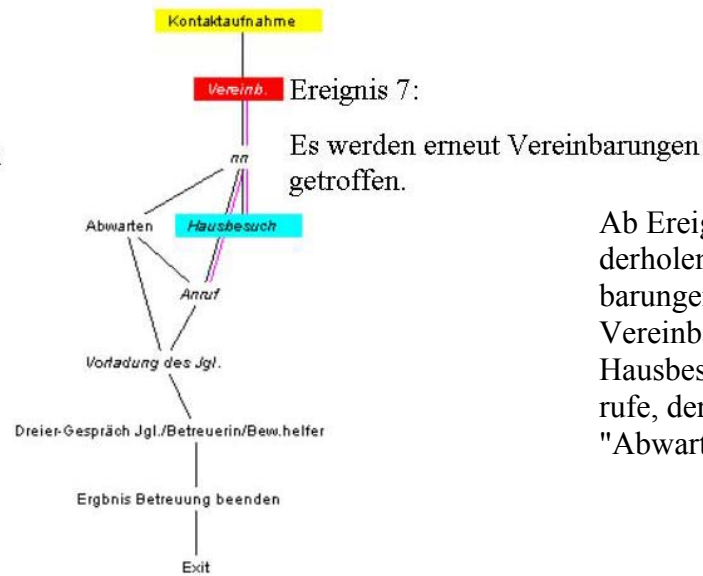 Kontaktaufnahme
Vereinb.
Ereignis 7:
nn
Es werden erneut Vereinbarungen
getroffen.
Abwarten
Hausbesuch
Anruf
Vorladung des Jgl.
Dreier-Gespräch Jgl./Betreuerin/Bew.helfer
Ergbnis Betreuung beenden
Exit
Ab Ereig
derholen
barungen
Vereinb
Hausbes
rufe, der
"Abwart